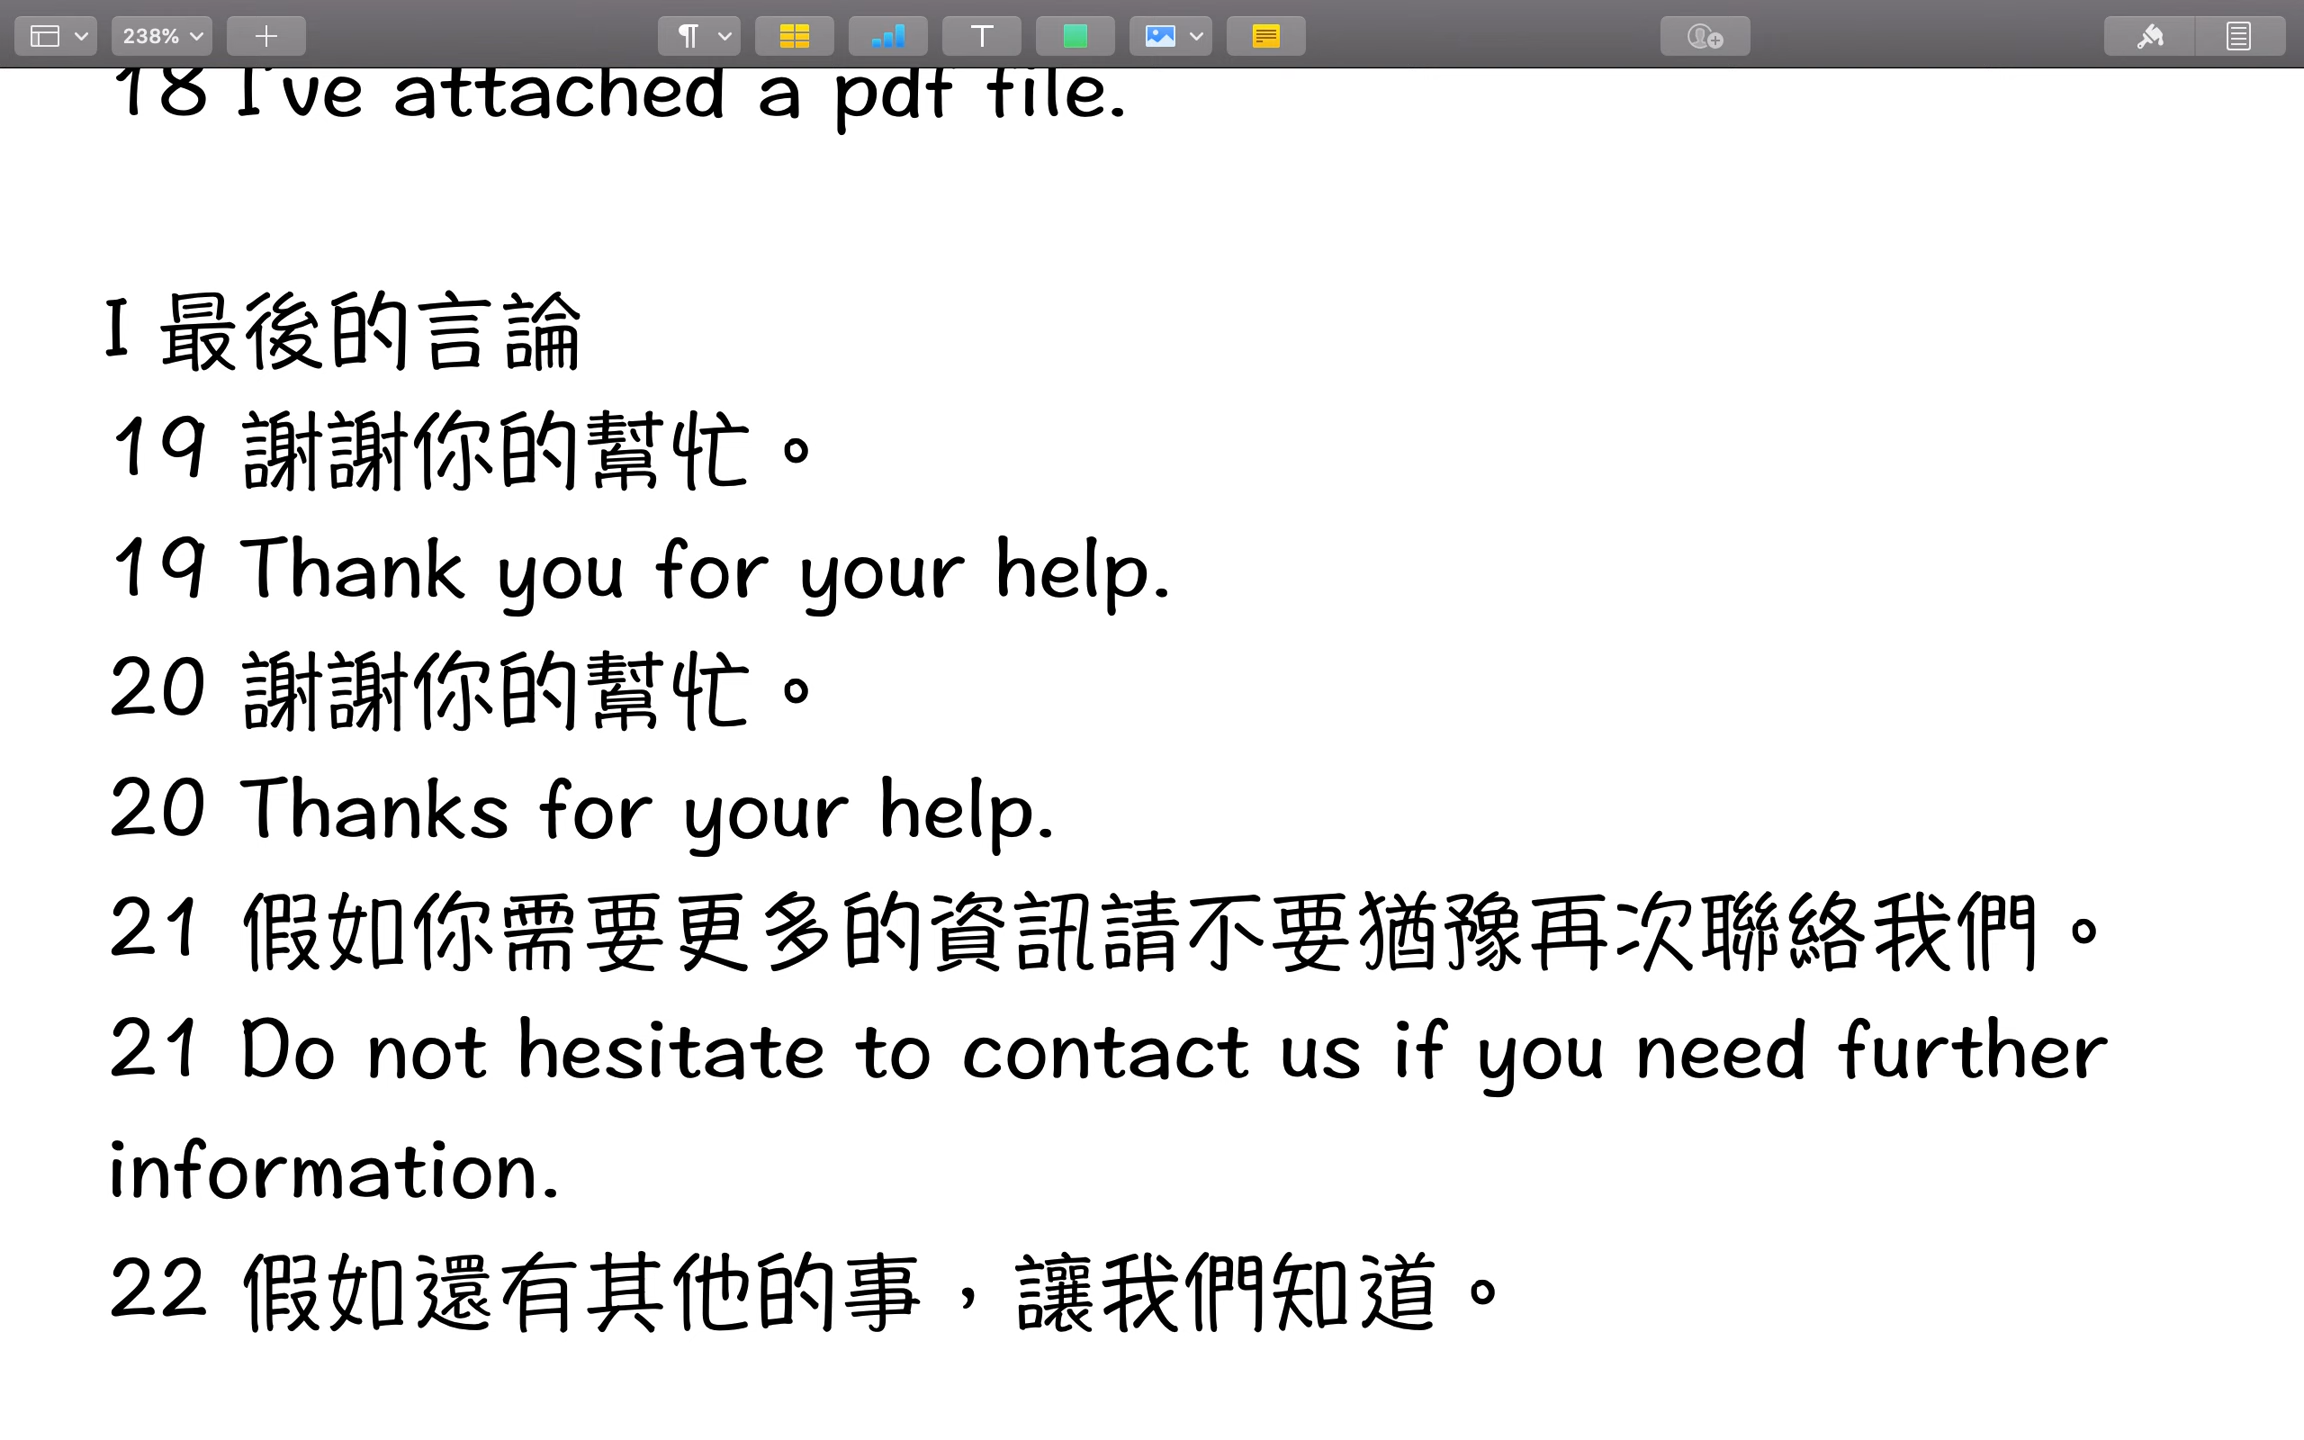 238%
18 I've attached a pdf file.
I 最後的言論
19 謝謝你的幫忙。
19 Thank you for your help.
20 謝謝你的幫忙。
20 Thanks for your help.
21 假如你需要更多的資訊請不要猶豫再次聯絡我們。
21 Do not hesitate to contact us if you need further
information.
22 假如還有其他的事，讓我們知道。